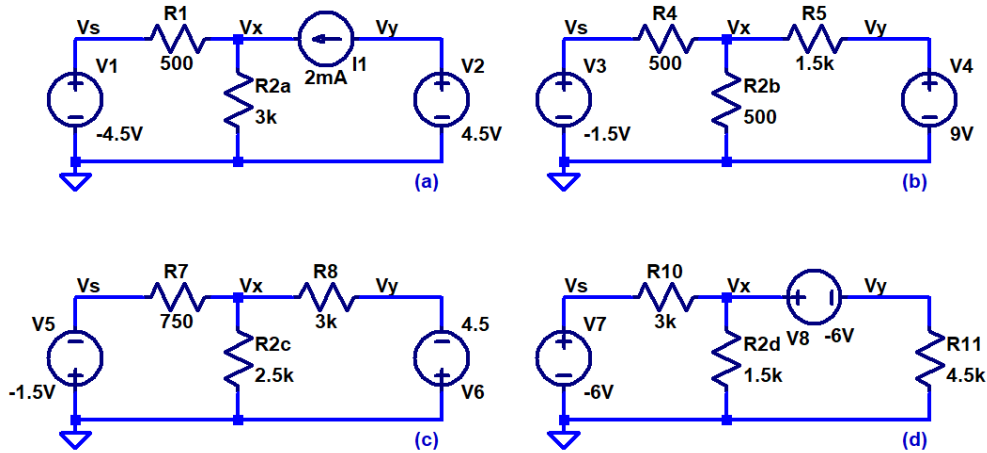 Vs R1 Vx Vy
500 2mA I1
V1 R2a V2
3k
-4.5V 4.5V
(a)
Vs R4 Vx R5 Vy
500 1.5k
V3 R2b V4
500
-1.5V 9V
(b)
Vs R7 Vx R8 Vy
750 3k
V5 R2c 4.5
-1.5V 2.5k V6
(c)
Vs R10 Vx Vy
3k V8 -6V
V7 R2d R11
-6V 1.5k 4.5k
(d)